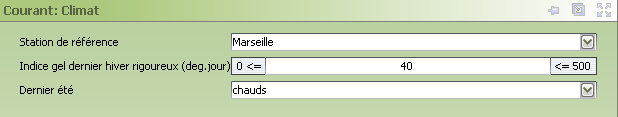 Courant: Climat
Station de référence Marseille
Indice gel dernier hiver rigoureux (deg.jour) 0 <= 40 <= 500
Dernier été chauds